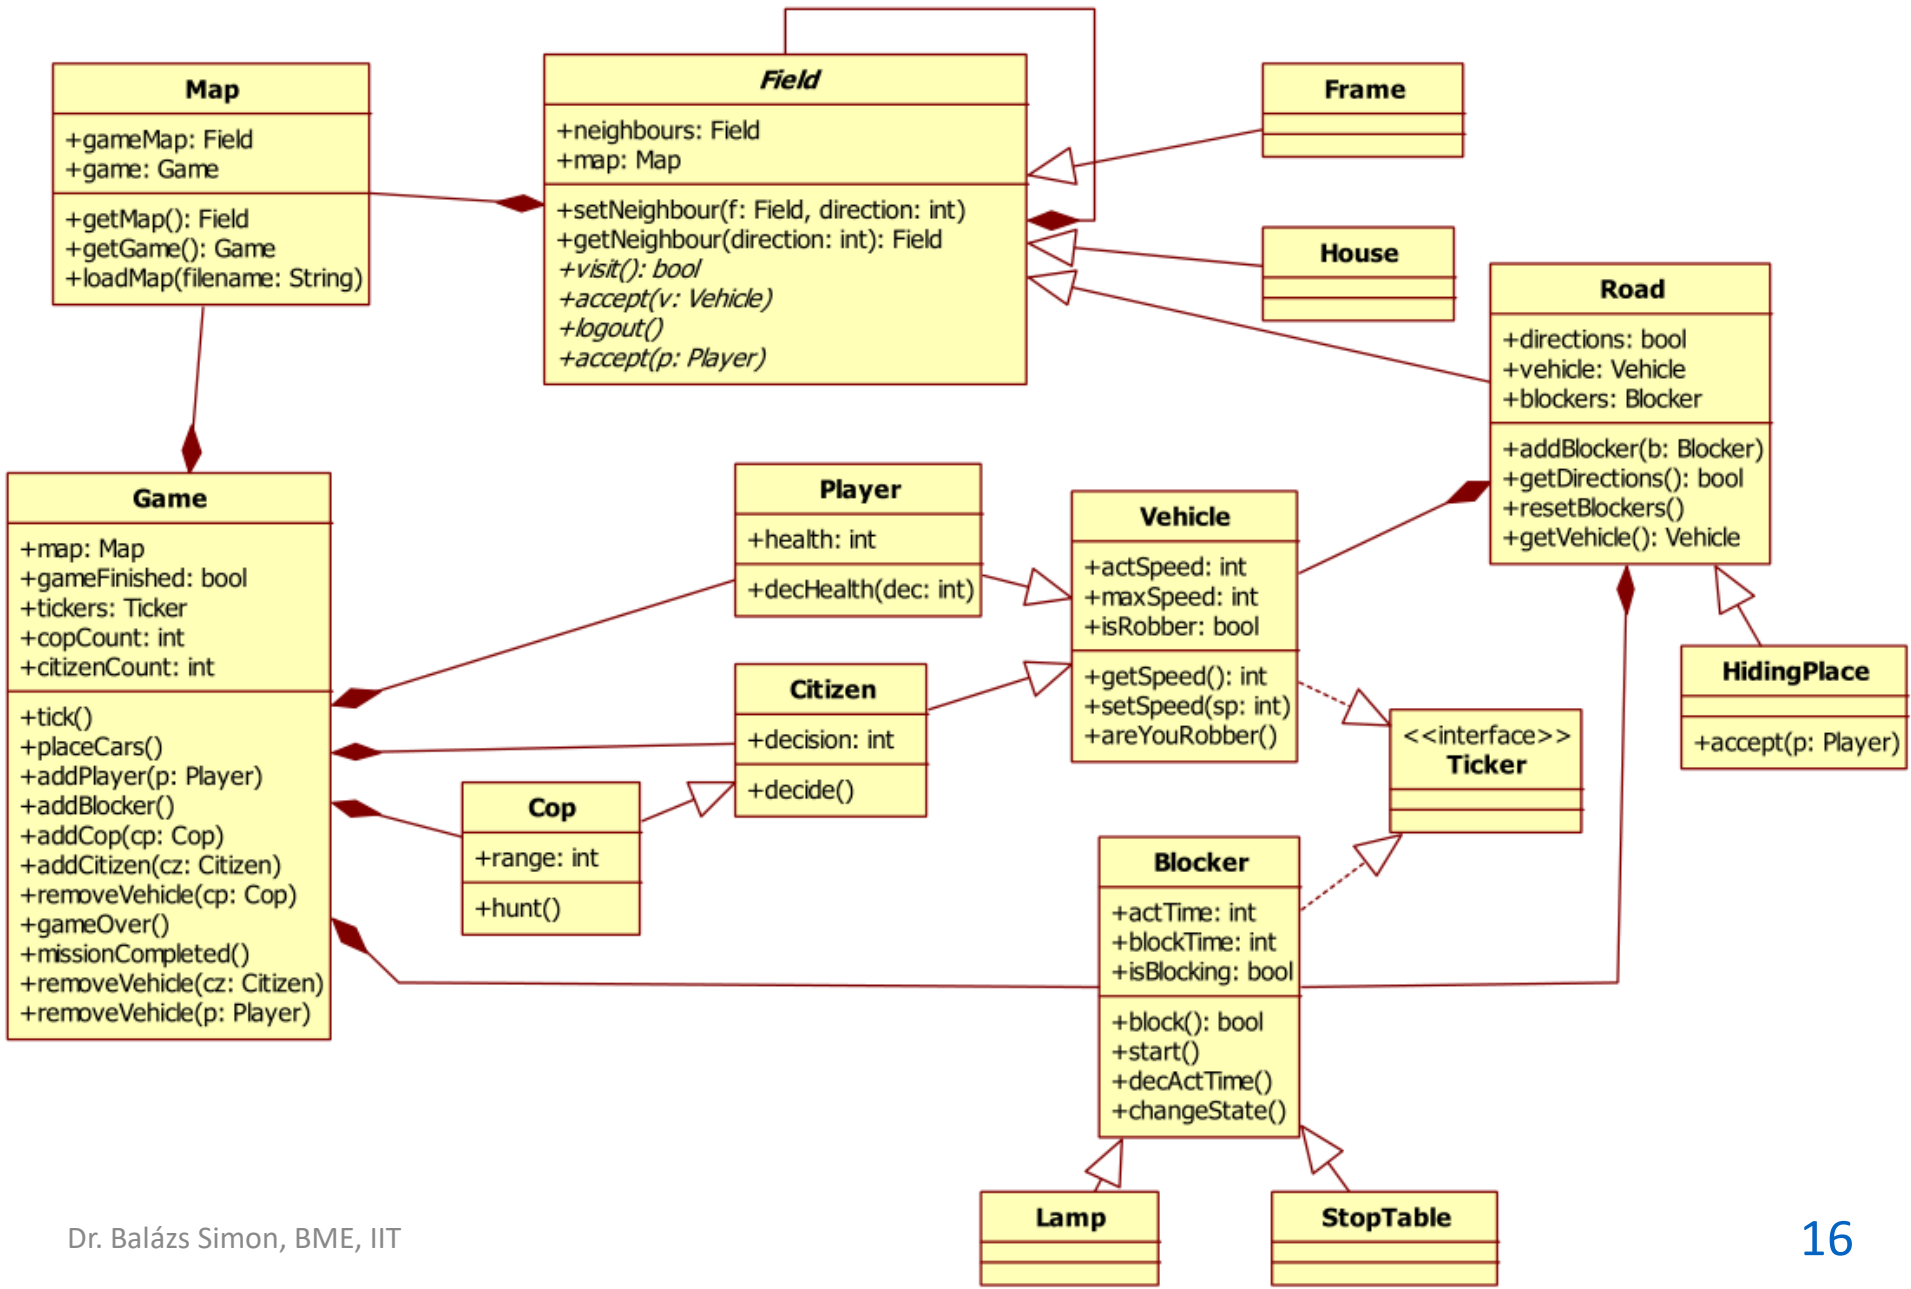 Map
+gameMap: Field
+game: Game
+getMap(): Field
+getGame(): Game
+loadMap(filename: String)
Field
+neighbours: Field
+map: Map
+setNeighbour(f: Field, direction: int)
+getNeighbour(direction: int): Field
+visit(): bool
+accept(v: Vehicle)
+logout()
+accept(p: Player)
Frame
House
Road
+directions: bool
+vehicle: Vehicle
+blockers: Blocker
+addBlocker(b: Blocker)
+getDirections(): bool
+resetBlockers()
+getVehicle(): Vehicle
Game
+map: Map
+gameFinished: bool
+tickers: Ticker
+copCount: int
+citizenCount: int
+tick()
+placeCars()
+addPlayer(p: Player)
+addBlocker()
+addCop(cp: Cop)
+addCitizen(cz: Citizen)
+removeVehicle(cp: Cop)
+gameOver()
+missionCompleted()
+removeVehicle(cz: Citizen)
+removeVehicle(p: Player)
Player
+health: int
+decHealth(dec: int)
Citizen
+decision: int
+decide()
Cop
+range: int
+hunt()
Vehicle
+actSpeed: int
+maxSpeed: int
+isRobber: bool
+getSpeed(): int
+setSpeed(sp: int)
+areYouRobber()
<<interface>>
Ticker
HidingPlace
+accept(p: Player)
Blocker
+actTime: int
+blockTime: int
+isBlocking: bool
+block(): bool
+start()
+decActTime()
+changeState()
Lamp
StopTable
Dr. Balázs Simon, BME, IIT
16